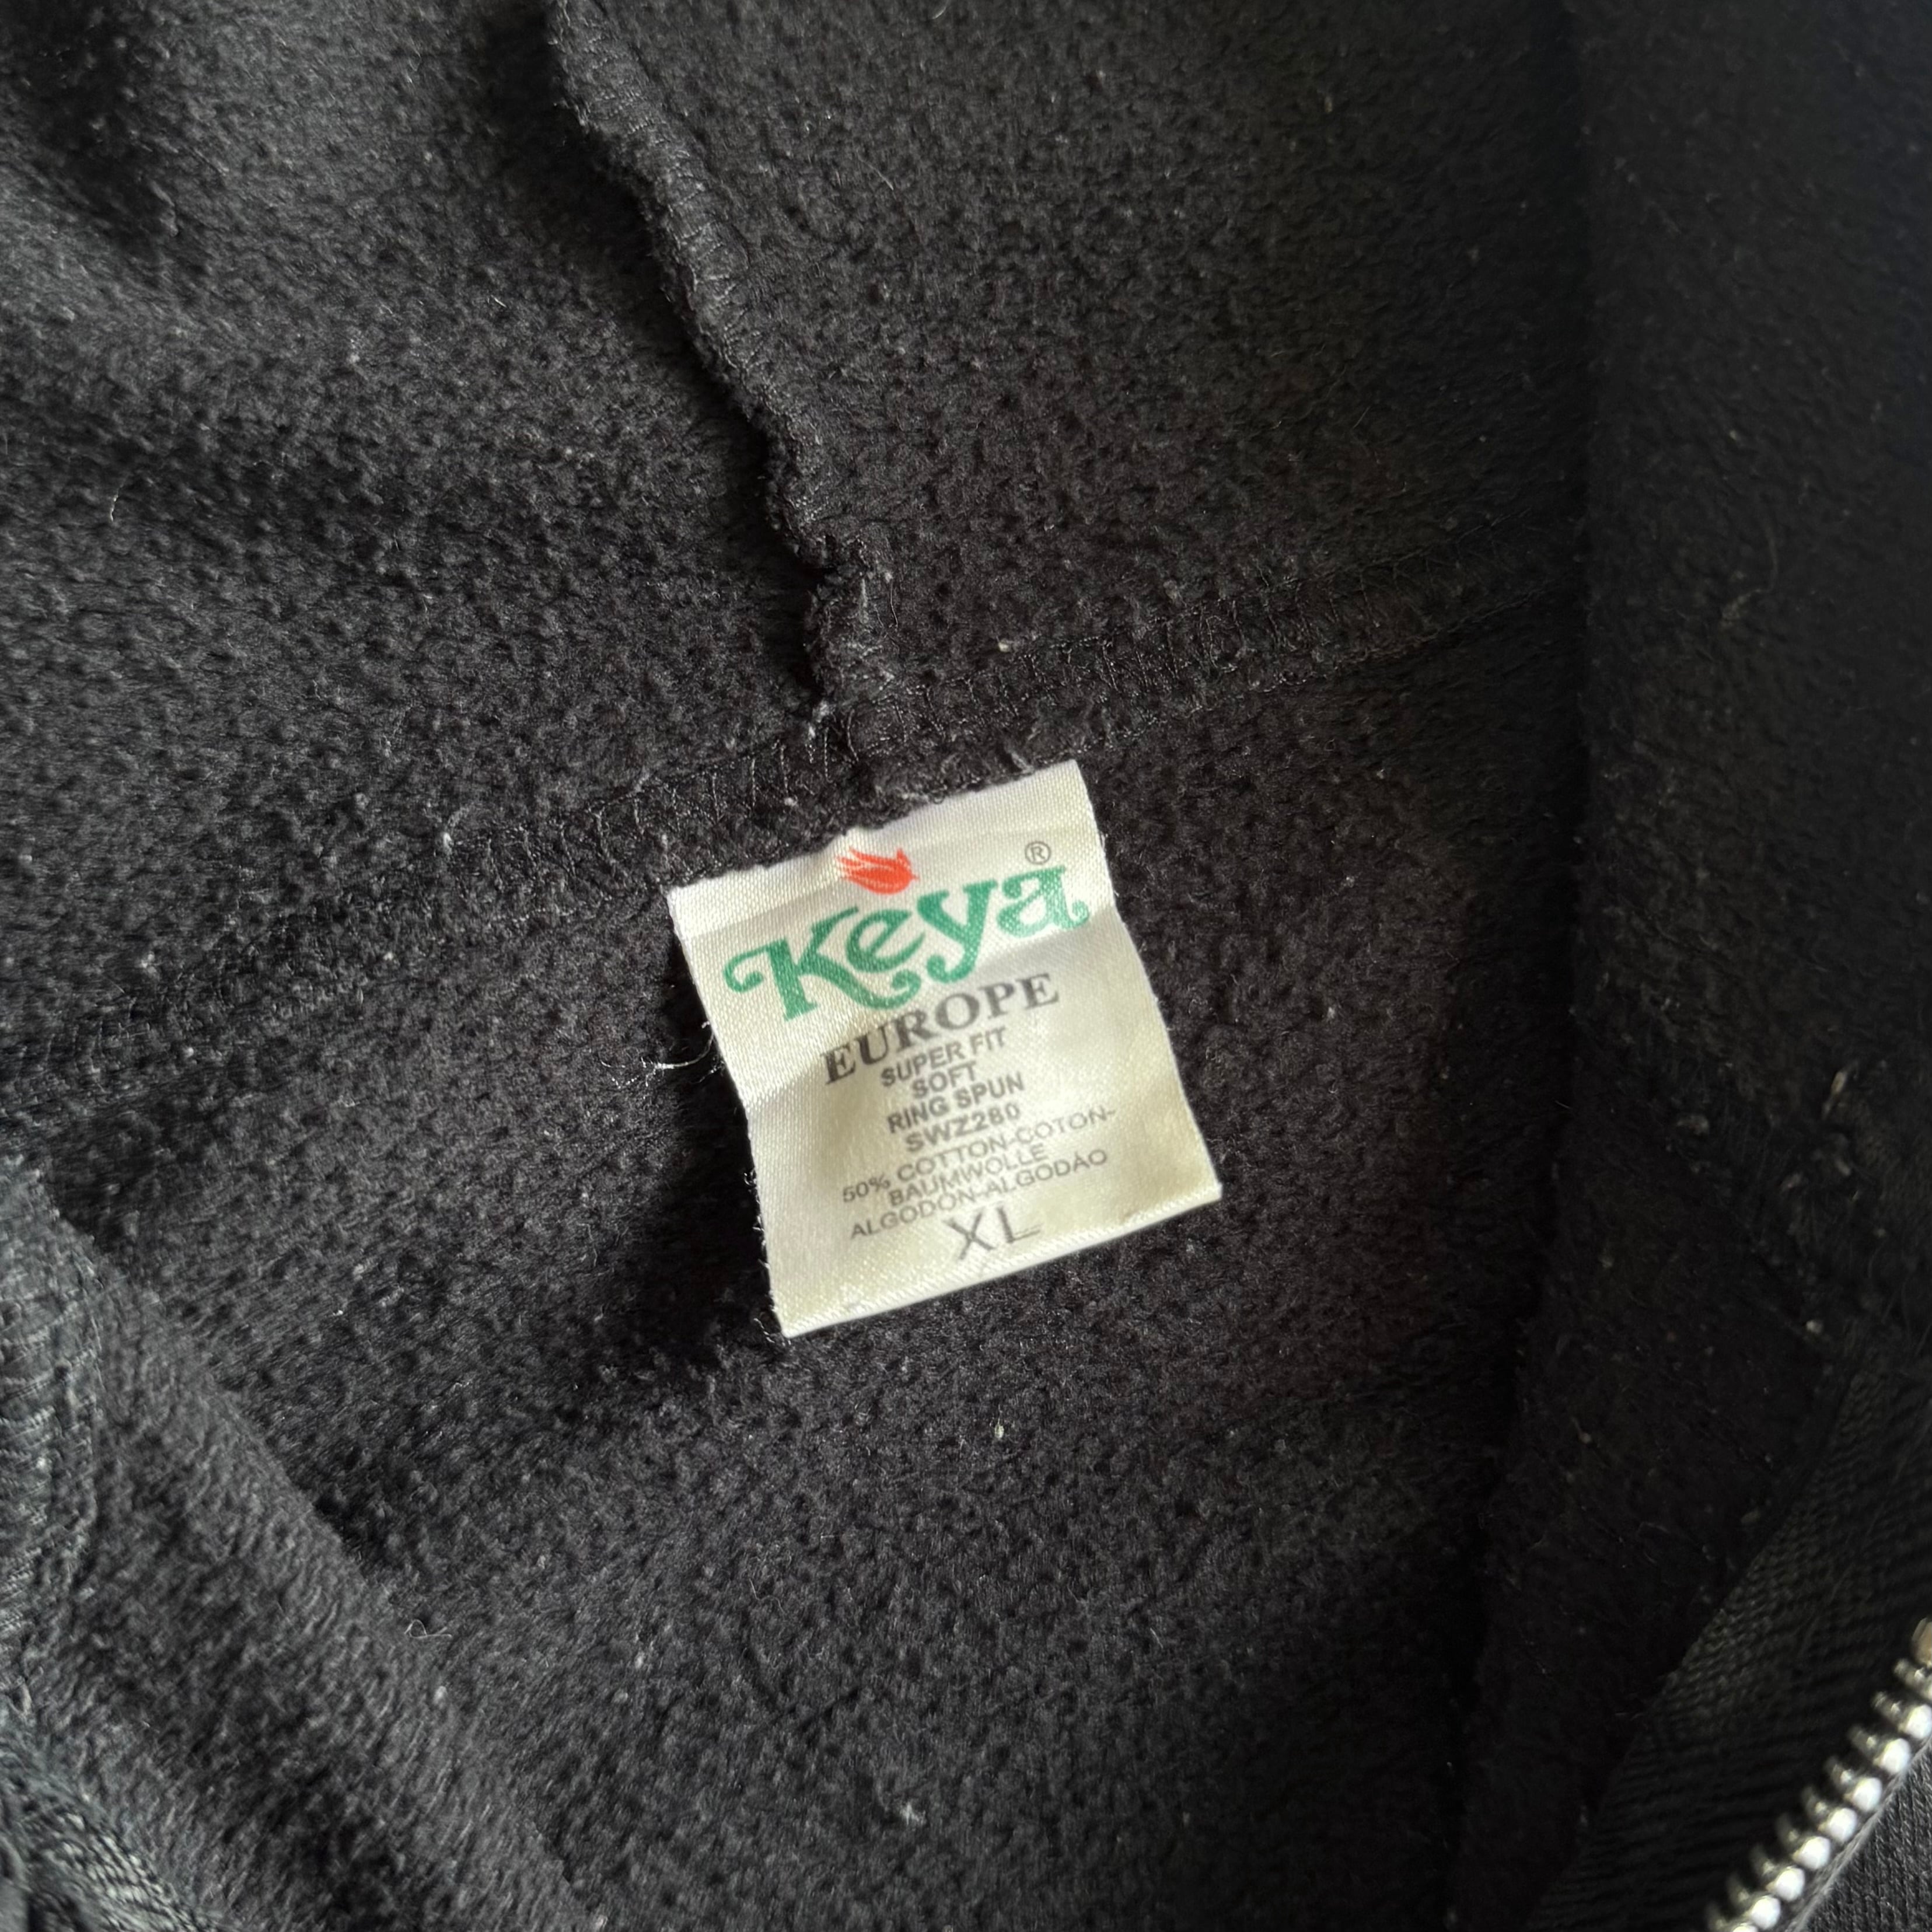 Keya®
EUROPE
SUPER FIT
SOFT
RING SPUN
SWZ280
50% COTTON-COTON-
BAUMWOLLE
ALGODÓN-ALGODÃO
XL